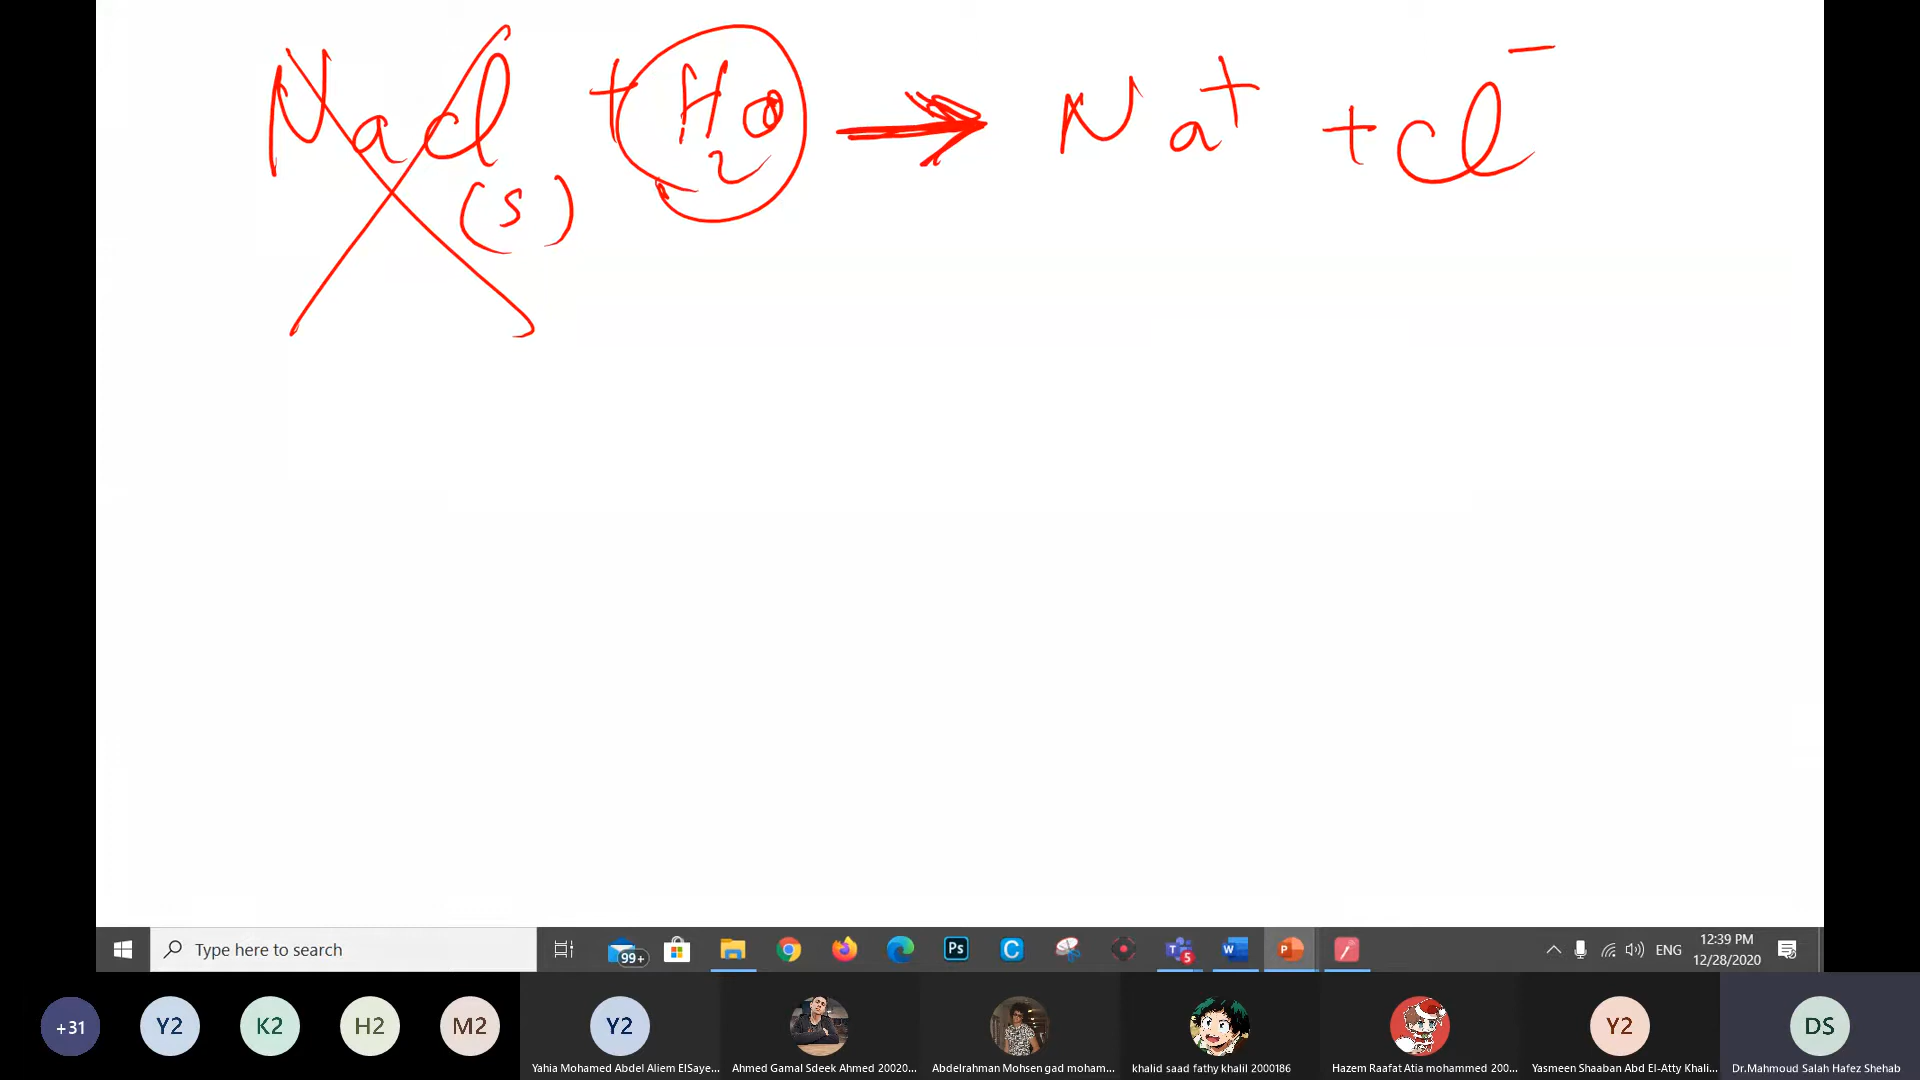 NaCl(s) + H2O → Na+ + Cl−
Type here to search
99+
Ps
C
5
W
P
ENG
12:39 PM
12/28/2020
+31
Y2
K2
H2
M2
Y2
Y2
DS
Yahia Mohamed Abdel Aliem ElSaye...
Ahmed Gamal Sdeek Ahmed 20020...
Abdelrahman Mohsen gad moham...
khalid saad fathy khalil 2000186
Hazem Raafat Atia mohammed 200...
Yasmeen Shaaban Abd El-Atty Khali...
Dr.Mahmoud Salah Hafez Shehab